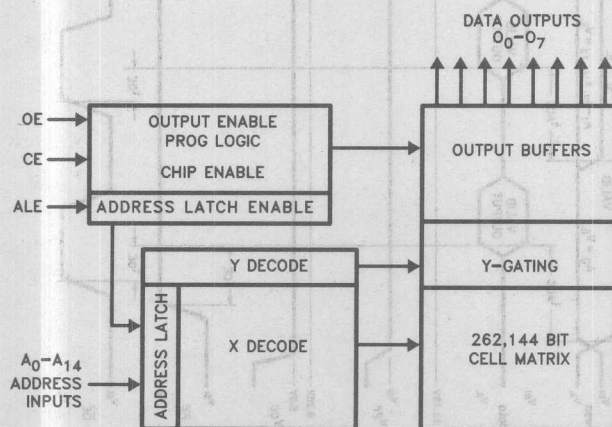 DATA OUTPUTS
O0–O7
OE
OUTPUT ENABLE
PROG LOGIC
CE
CHIP ENABLE
OUTPUT BUFFERS
ALE
ADDRESS LATCH ENABLE
Y DECODE
Y–GATING
ADDRESS LATCH
X DECODE
262,144 BIT
CELL MATRIX
A0–A14
ADDRESS
INPUTS